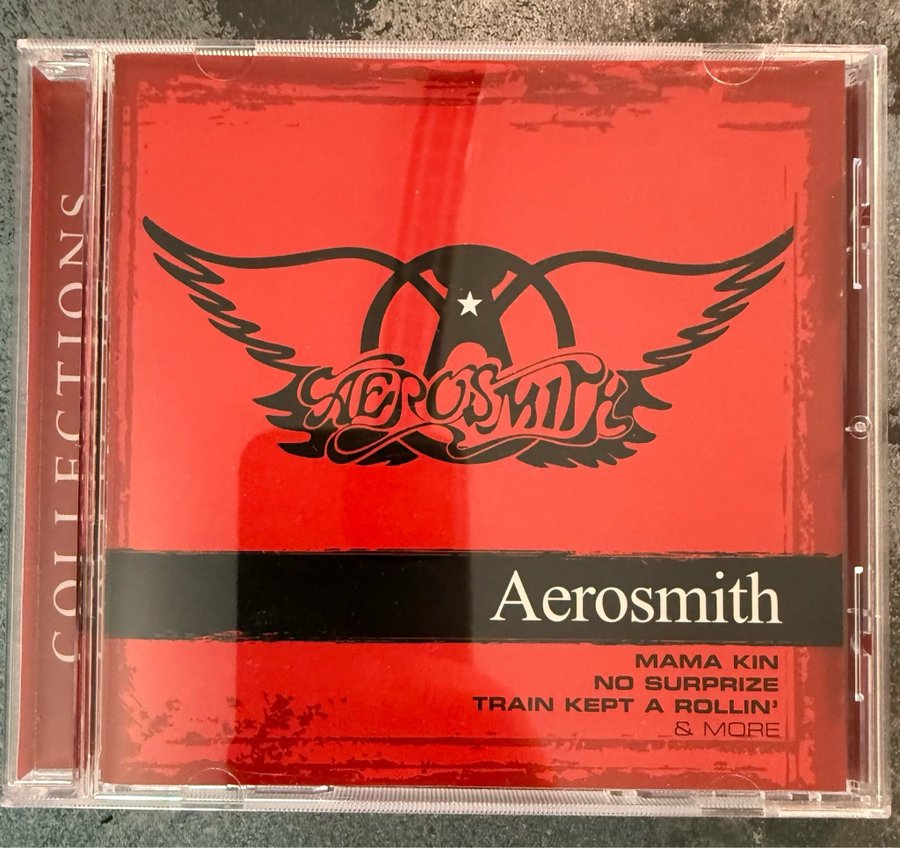 COLLECTIONS
AEROSMITH
Aerosmith
MAMA KIN
NO SURPRIZE
TRAIN KEPT A ROLLIN'
& MORE